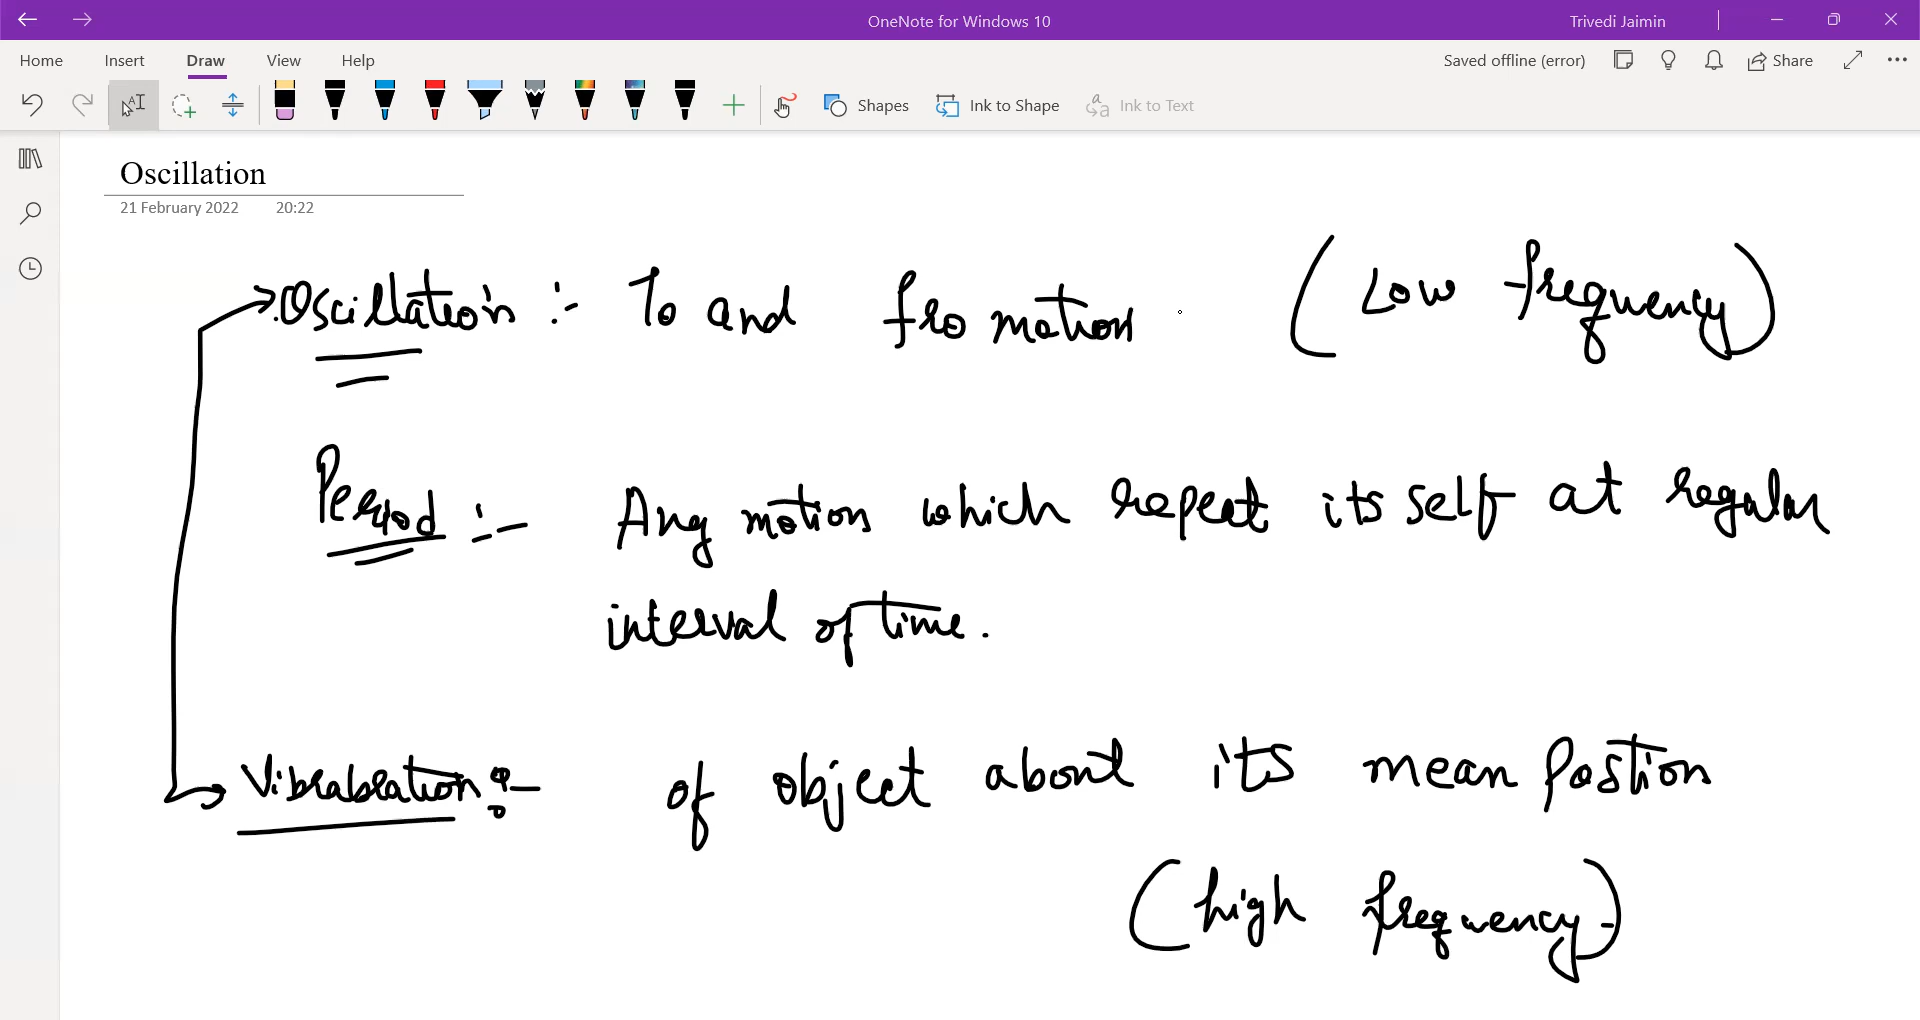 OneNote for Windows 10
Trivedi Jaimin
Home Insert Draw View Help
Saved offline (error) Share
Shapes Ink to Shape Ink to Text
Oscillation
21 February 2022 20:22
Oscillation :- To and fro motion. (Low frequency)
Period :- Any motion which repeat its self at regular
interval of time.
Vibrabration :- of object about its mean Postion
(high frequency)